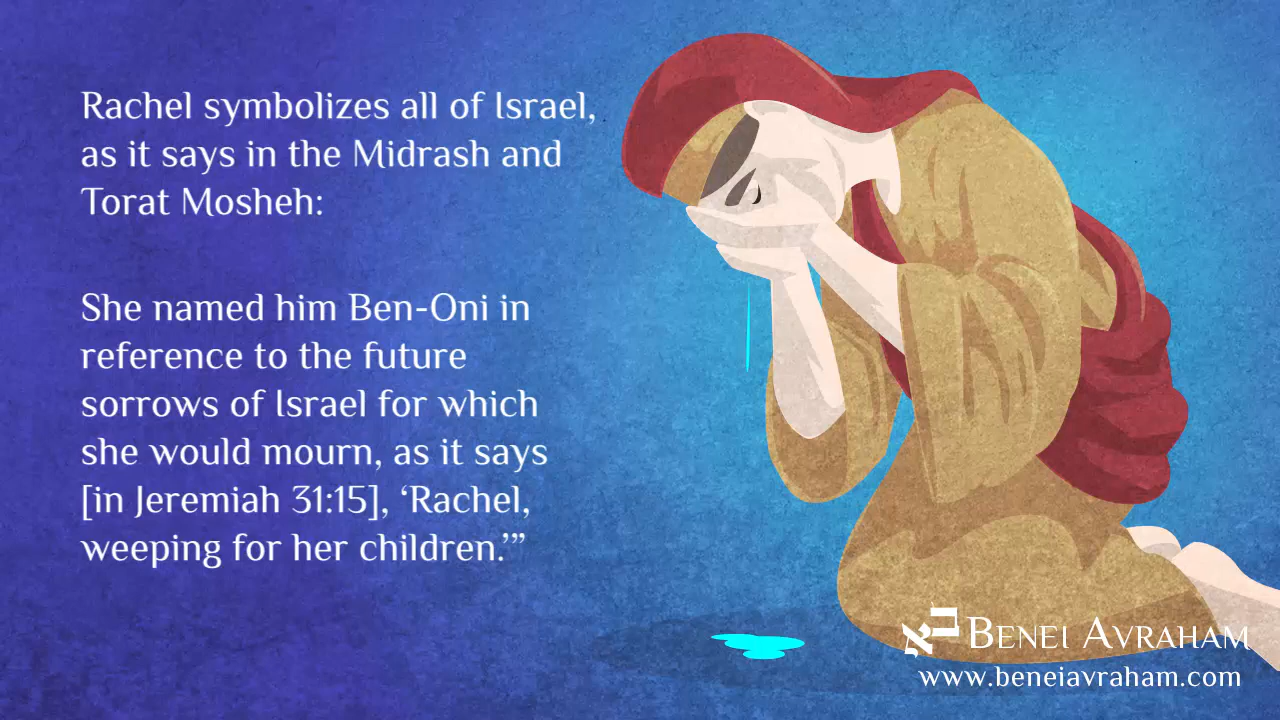 Rachel symbolizes all of Israel,
as it says in the Midrash and
Torat Mosheh:
She named him Ben-Oni in
reference to the future
sorrows of Israel for which
she would mourn, as it says
[in Jeremiah 31:15], ‘Rachel,
weeping for her children.’”
אב BENEI AVRAHAM
www.beneiavraham.com